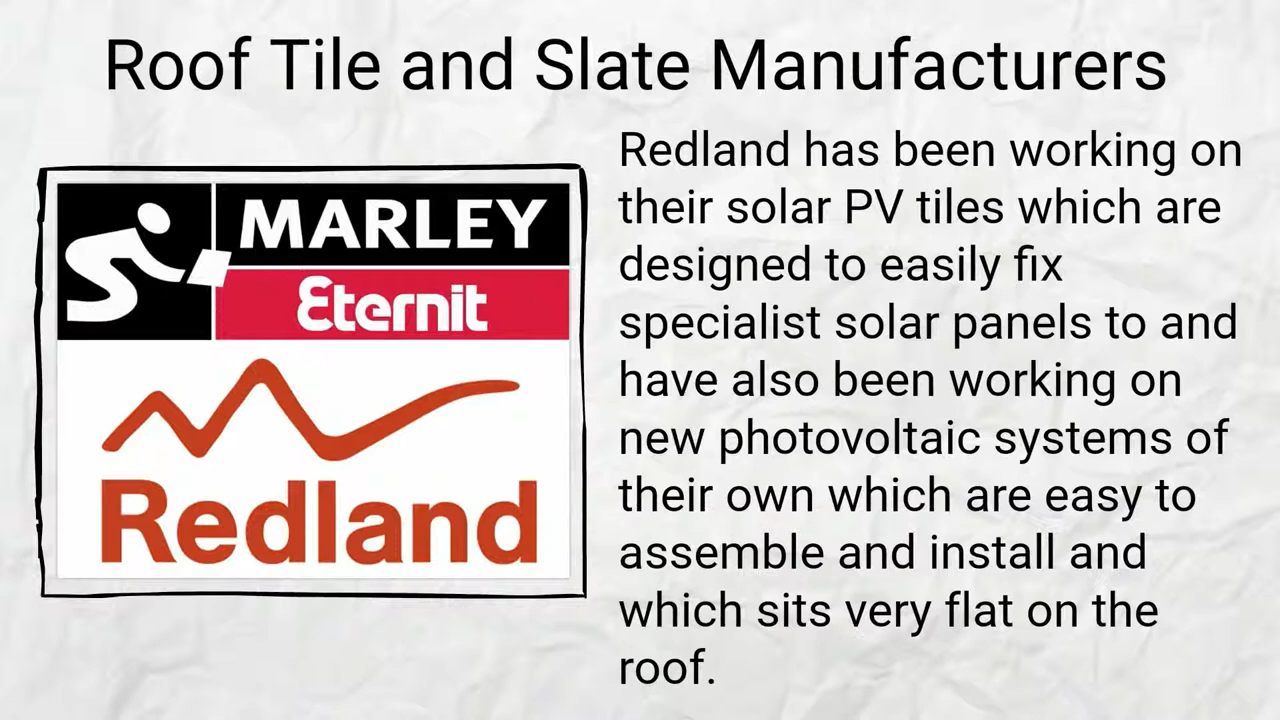 Roof Tile and Slate Manufacturers
MARLEY
Eternit
Redland
Redland has been working on
their solar PV tiles which are
designed to easily fix
specialist solar panels to and
have also been working on
new photovoltaic systems of
their own which are easy to
assemble and install and
which sits very flat on the
roof.